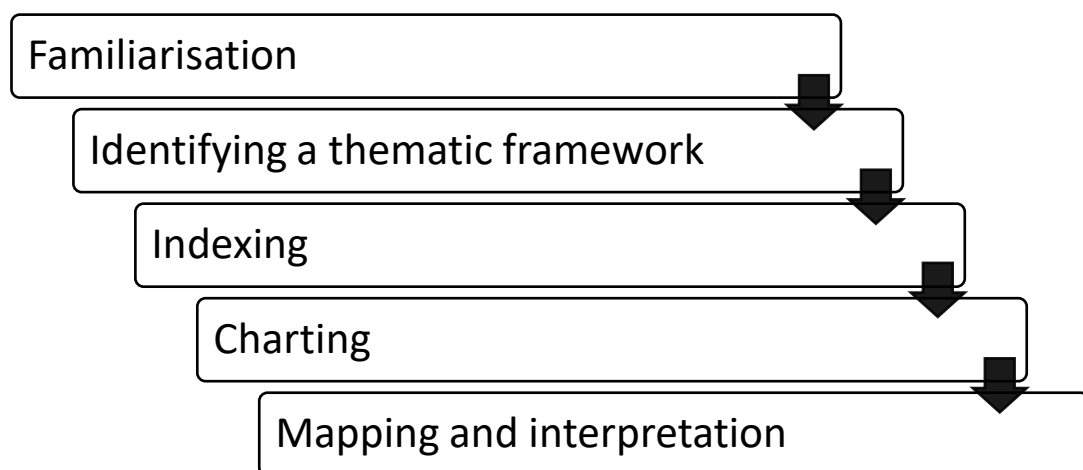 Familiarisation
Identifying a thematic framework
Indexing
Charting
Mapping and interpretation